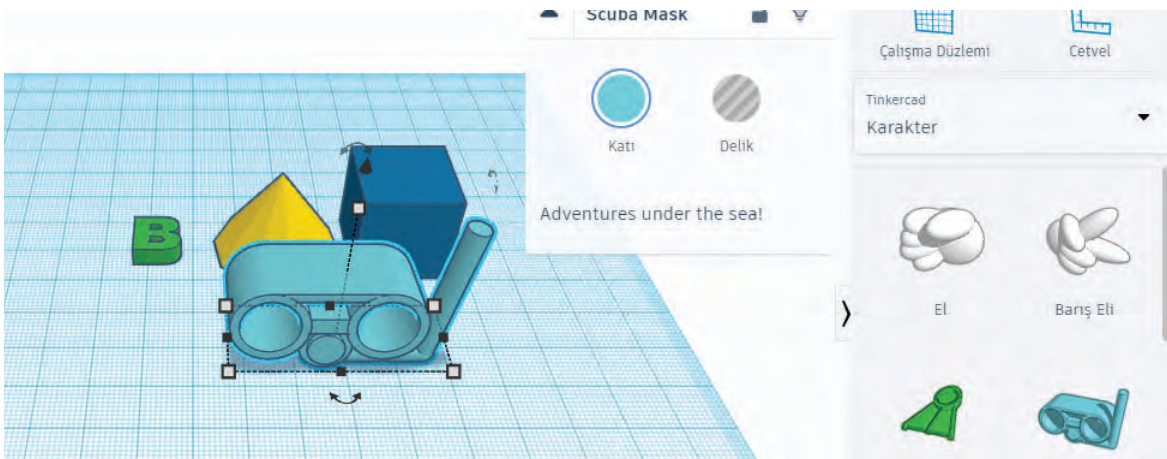 Scuba Mask
Katı
Delik
Adventures under the sea!
B
Çalışma Düzlemi
Cetvel
Tinkercad
Karakter
El
Barış Eli